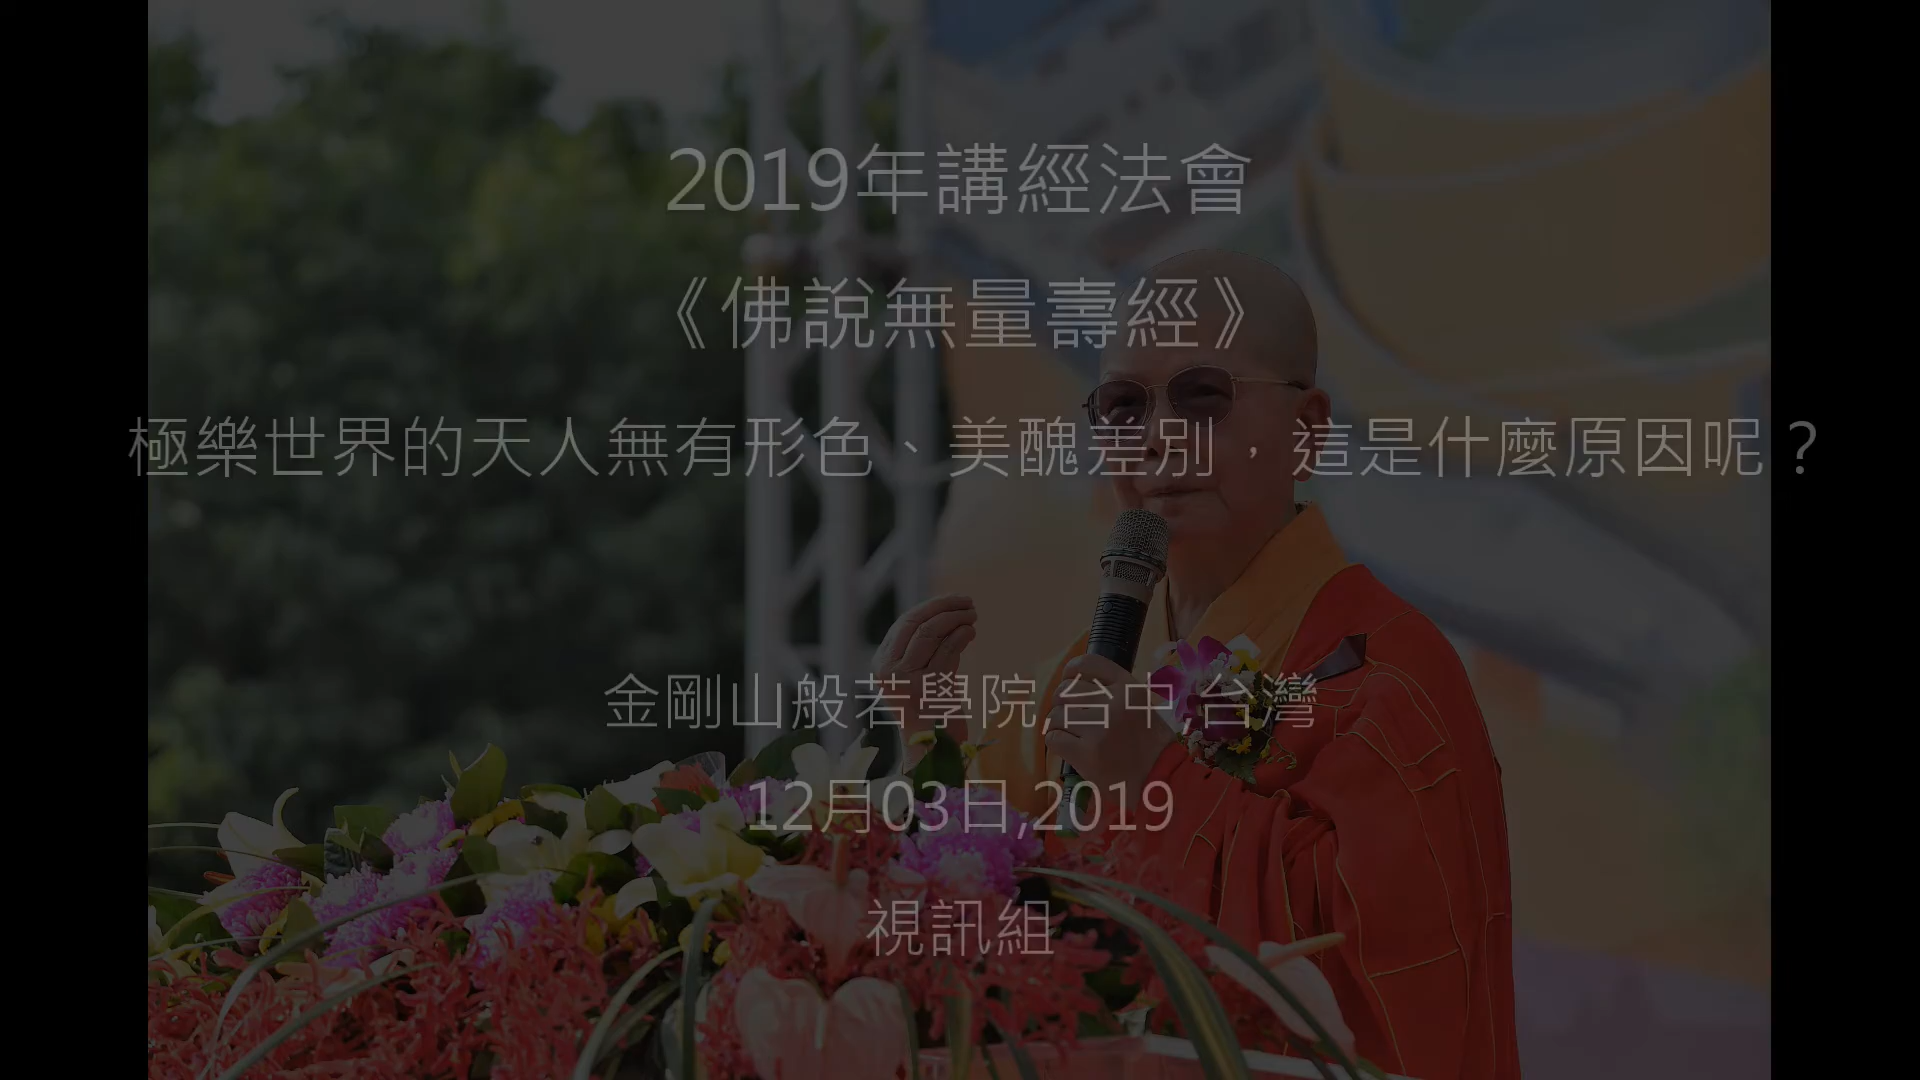 2019年講經法會
《佛說無量壽經》
極樂世界的天人無有形色、美醜差別，這是什麼原因呢？
金剛山般若學院,台中,台灣
12月03日,2019
視訊組